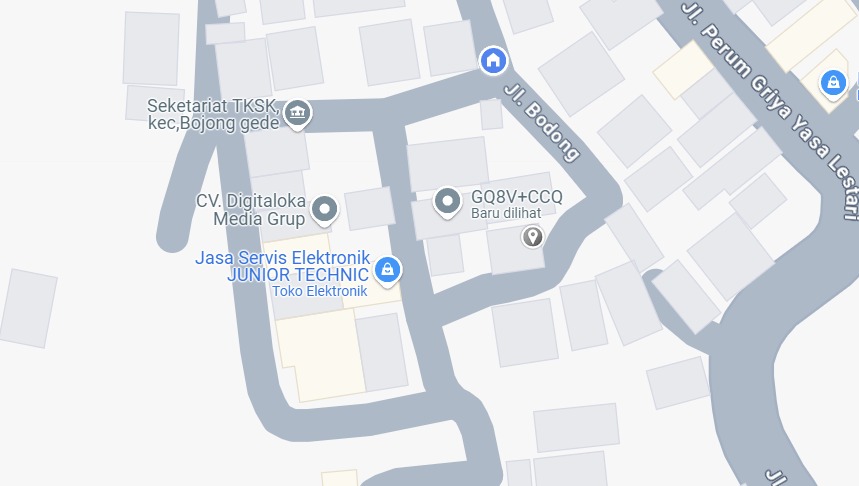 Jl. Perum Griya Yasa Lestari
Jl. Bodong
Seketariat TKSK,
kec,Bojong gede
CV. Digitaloka
Media Grup
GQ8V+CCQ
Baru dilihat
Jasa Servis Elektronik
JUNIOR TECHNIC
Toko Elektronik
Jl